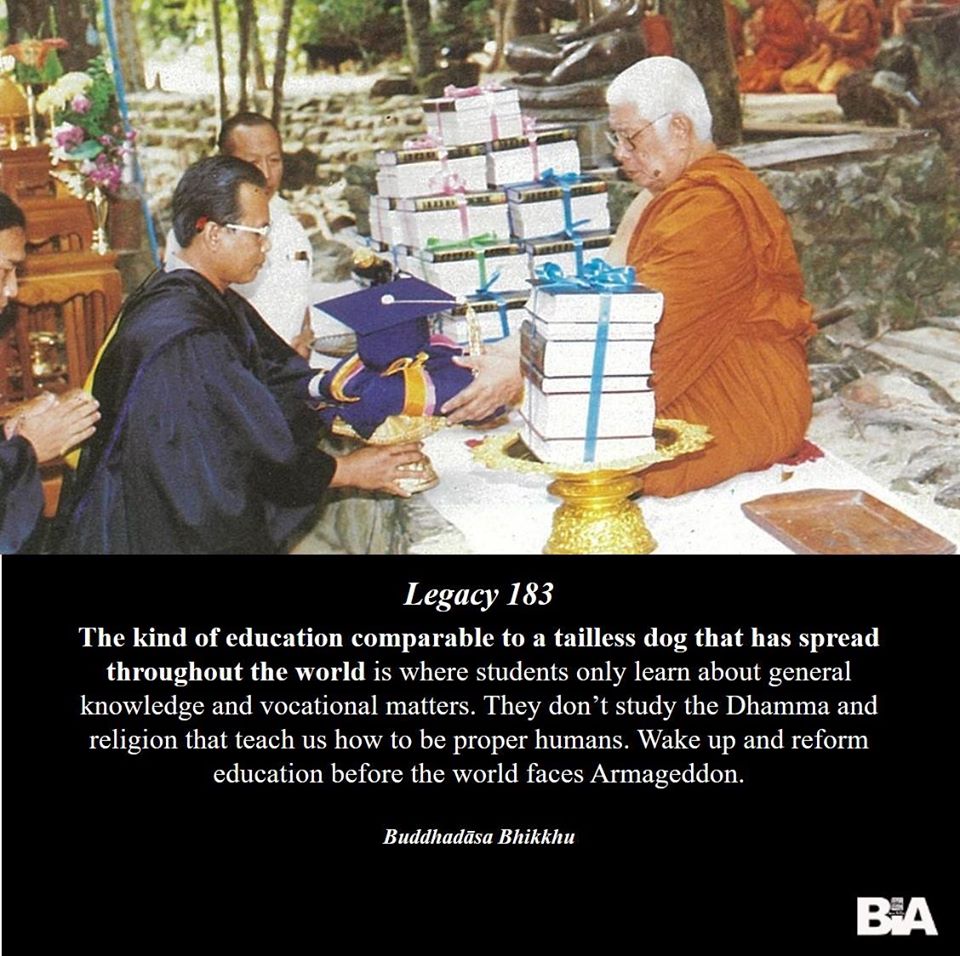 Legacy 183
The kind of education comparable to a tailless dog that has spread
throughout the world is where students only learn about general
knowledge and vocational matters. They don’t study the Dhamma and
religion that teach us how to be proper humans. Wake up and reform
education before the world faces Armageddon.
Buddhadāsa Bhikkhu
BIA